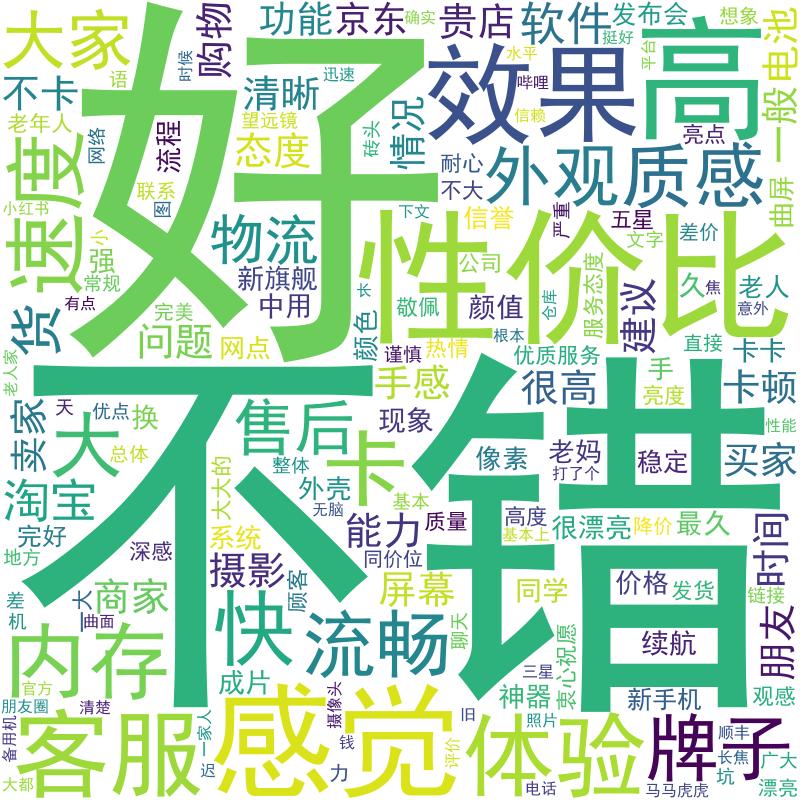 大家
好
功能
京东
确实
贵店
软件
发布会
想象
电池
购物
时候
语
迅速
挺好
水平
平台
高
效果
不卡
清晰
情况
哔哩
老年人
网络
流程
望远镜
砖头
信赖
亮点
一般
速度
态度
耐心
外观质感
曲屏
联系
图
不大
小红书
小
物流
下文
信誉
严重
五星
文字
差价
强
常规
新旗舰
性价比
公司
服务态度
久
焦
老人
有点
完美
中用
敬佩
颜值
仓库
建议
意外
货
问题
网点
颜色
谨慎
热情
根本
优质服务
直接
卡卡
老人家
不错
手感
很高
手
亮度
卡顿
天
优点
换
售后
现象
性能
卖家
大
总体
卡
像素
老妈
打了个
稳定
买家
整体
大大的
外壳
淘宝
无脑
基本
高度
很漂亮
降价
最久
完好
系统
能力
质量
基本上
时间
地方
深感
同价位
摄影
顾客
屏幕
同学
价格
发货
链接
差
机
一大
曲面
商家
快
流畅
聊天
衷心祝愿
续航
朋友
内存
成片
三星
神器
新手机
观感
官方
朋友圈
清楚
摄像头
照片
客服
感觉
体验
牌子
顺丰
长焦
广大
备用机
一家人
迟
钱
评价
坑
大都
力
电话
马马虎虎
漂亮